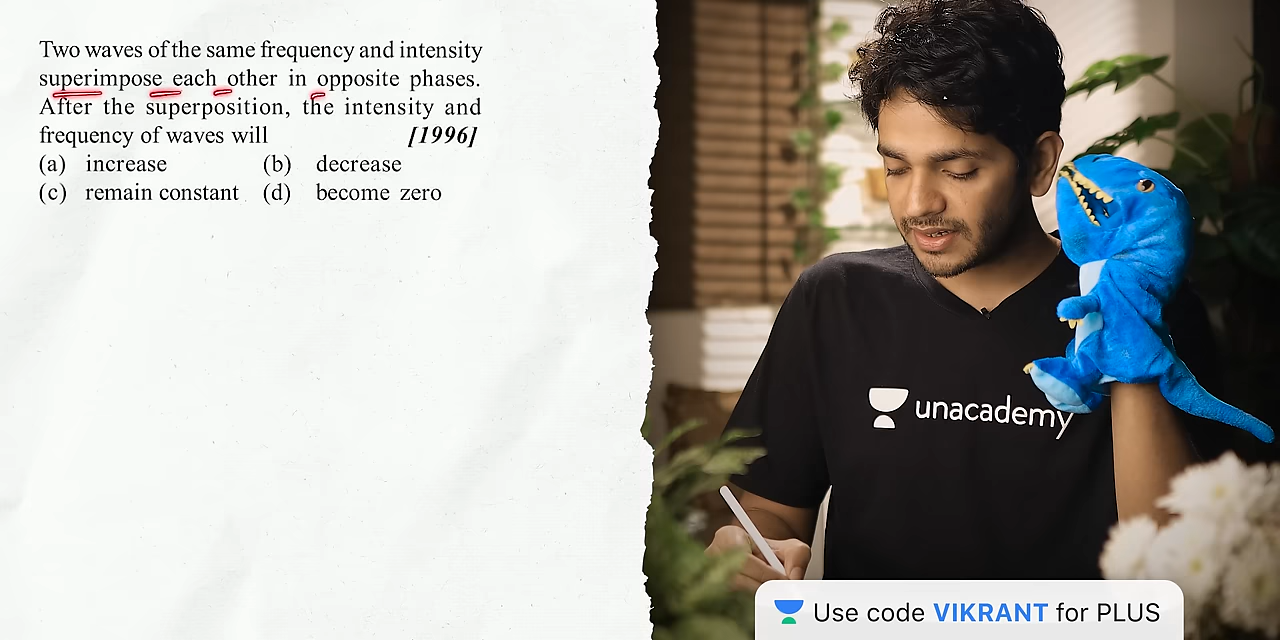 Two waves of the same frequency and intensity
superimpose each other in opposite phases.
After the superposition, the intensity and
frequency of waves will [1996]
(a) increase (b) decrease
(c) remain constant (d) become zero
unacademy
Use code VIKRANT for PLUS